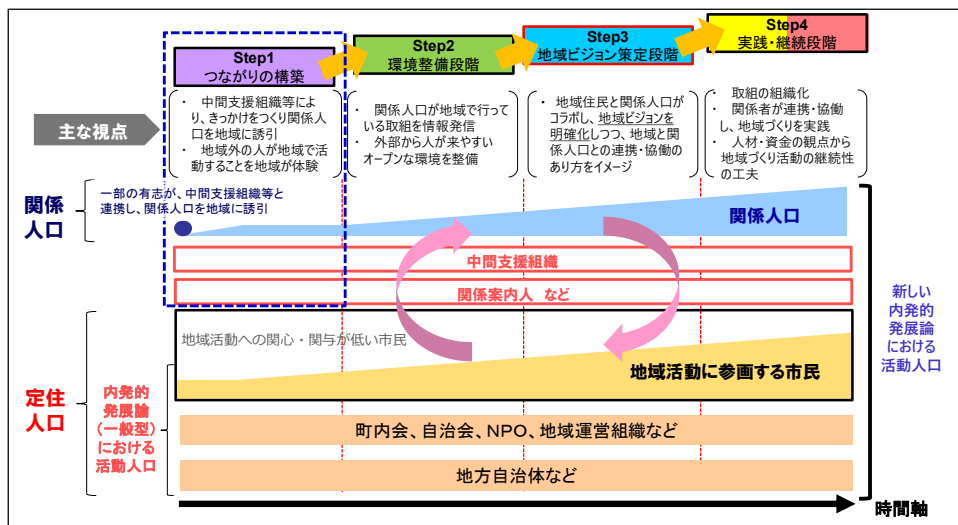 Step1
つながりの構築
Step2
環境整備段階
Step3
地域ビジョン策定段階
Step4
実践・継続段階
主な視点
・ 中間支援組織等によ
り、きっかけをつくり関係人
口を地域に誘引
・ 地域外の人が地域で活
動することを地域が体験
・ 関係人口が地域で行って
いる取組を情報発信
・ 外部から人が来やすい
オープンな環境を整備
・ 地域住民と関係人口が
コラボし、地域ビジョンを
明確化しつつ、地域と関
係人口との連携・協働の
あり方をイメージ
・ 取組の組織化
・ 関係者が連携・協働
し、地域づくりを実践
・ 人材・資金の観点から
地域づくり活動の継続性
の工夫
関係
人口
一部の有志が、中間支援組織等と
連携し、関係人口を地域に誘引
関係人口
中間支援組織
関係案内人 など
新しい
内発的
発展論
における
活動人口
定住
人口
内発的
発展論
(一般型)
における
活動人口
地域活動への関心・関与が低い市民
地域活動に参画する市民
町内会、自治会、NPO、地域運営組織など
地方自治体など
時間軸